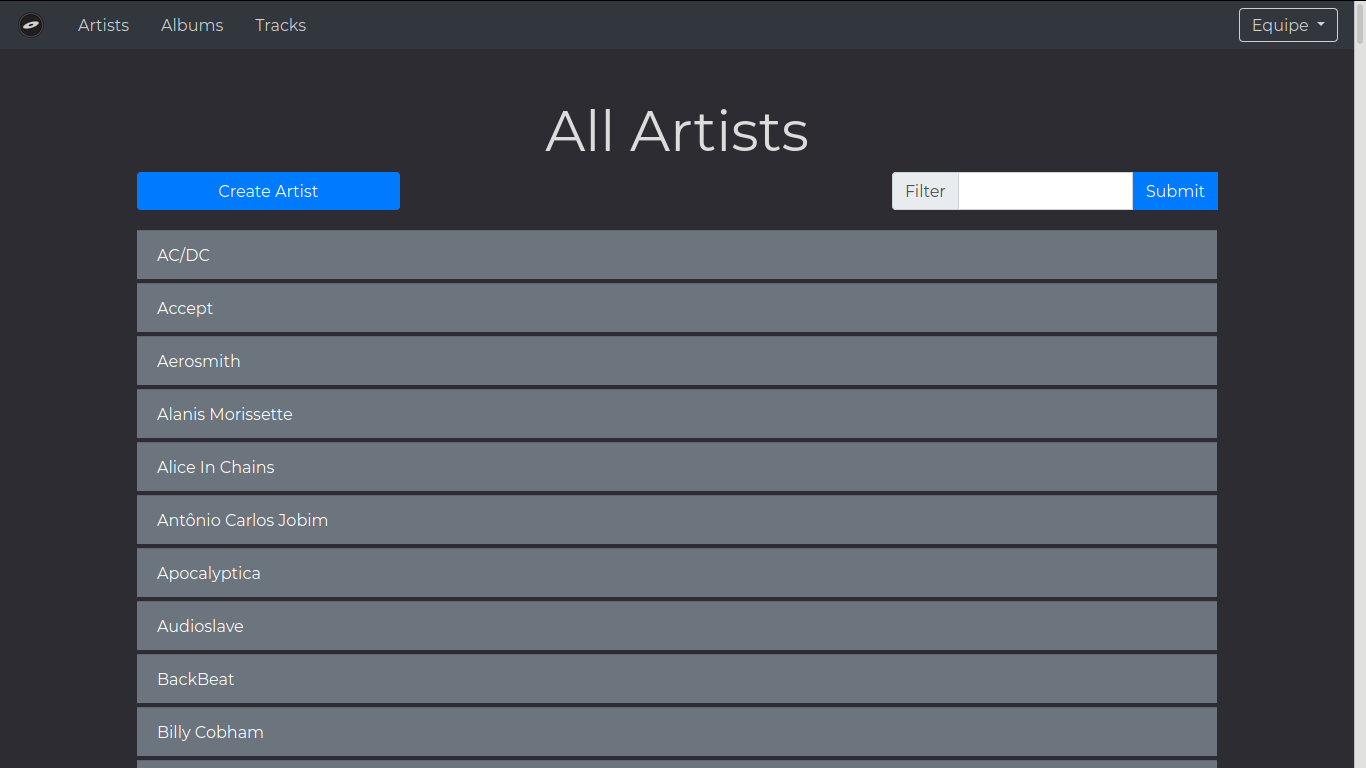 Artists Albums Tracks Equipe
All Artists
Create Artist Filter Submit
AC/DC
Accept
Aerosmith
Alanis Morissette
Alice In Chains
Antônio Carlos Jobim
Apocalyptica
Audioslave
BackBeat
Billy Cobham